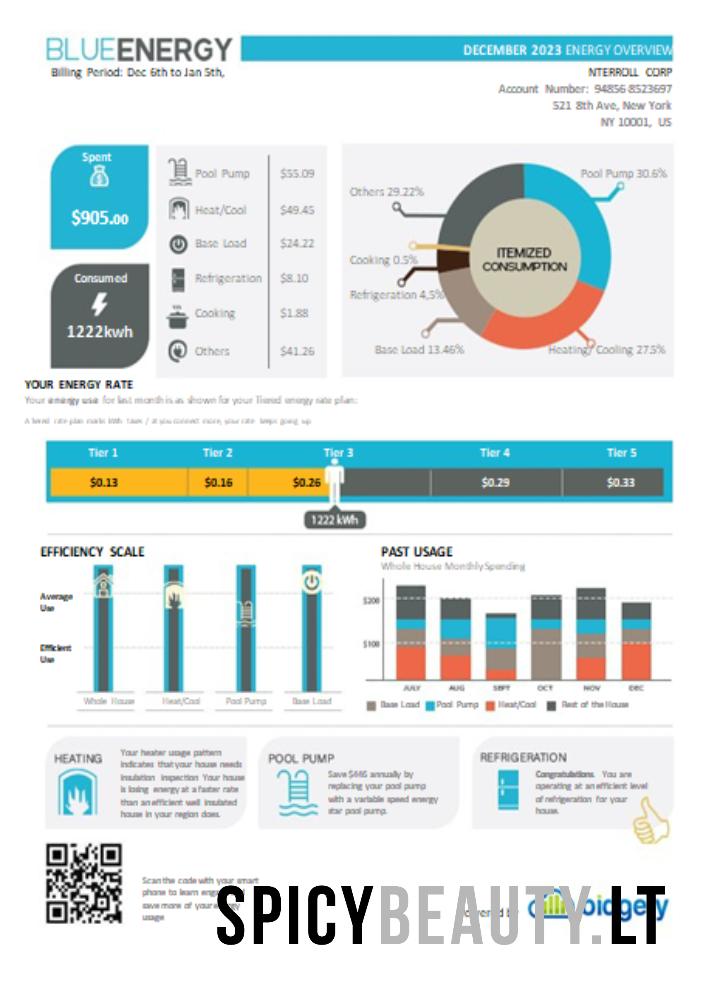 BLUEENERGY
DECEMBER 2023 ENERGY OVERVIEW
Billing Period: Dec 6th to Jan 5th,
NTERROLL CORP
Account Number: 94856-8523697
521 8th Ave, New York
NY 10001, US
Spent
$905.00
Consumed
1222kwh
Pool Pump $55.09
Heat/Cool $49.45
Base Load $24.22
Refrigeration $8.10
Cooking $1.88
Others $41.26
Pool Pump 30.6%
Others 29.22%
ITEMIZED
CONSUMPTION
Cooking 0.5%
Refrigeration 4,5%
Base Load 13.46%
Heating/ Cooling 27.5%
YOUR ENERGY RATE
Your energy use for last month is as shown for your Tiered energy rate plan:
A tiered rate plan marks kWh taxes / at you connect more, your rate keeps going up
Tier 1 Tier 2 Tier 3 Tier 4 Tier 5
$0.13 $0.16 $0.26 $0.29 $0.33
1222 kWh
EFFICIENCY SCALE
Average
Use
Efficient
Use
Whole House Heat/Cool Pool Pump Base Load
PAST USAGE
Whole House Monthly Spending
$200
$100
JULY AUG SEPT OCT NOV DEC
Base Load Pool Pump Heat/Cool Rest of the House
HEATING
Your heater usage pattern
indicates that your house needs
insulation inspection Your house
is losing energy at a faster rate
than an efficient well insulated
house in your region does.
POOL PUMP
Save $446 annually by
replacing your pool pump
with a variable speed energy
star pool pump.
REFRIGERATION
Congratulations. You are
operating at an efficient level
of refrigeration for your
house.
Scan the code with your smart
phone to learn
save more of your
usage
Powered by bidgely
SPICYBEAUTY.LT